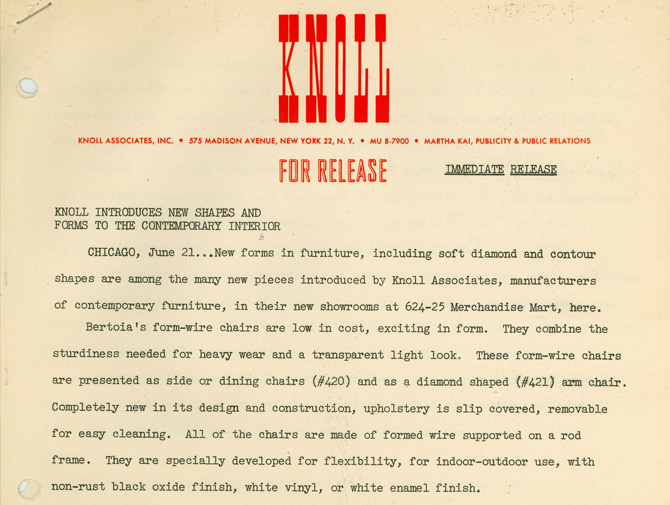 KNOLL
KNOLL ASSOCIATES, INC. • 575 MADISON AVENUE, NEW YORK 22, N. Y. • MU 8-7900 • MARTHA KAI, PUBLICITY & PUBLIC RELATIONS
FOR RELEASE
IMMEDIATE RELEASE
KNOLL INTRODUCES NEW SHAPES AND
FORMS TO THE CONTEMPORARY INTERIOR
CHICAGO, June 21...New forms in furniture, including soft diamond and contour
shapes are among the many new pieces introduced by Knoll Associates, manufacturers
of contemporary furniture, in their new showrooms at 624-25 Merchandise Mart, here.
Bertoia's form-wire chairs are low in cost, exciting in form. They combine the
sturdiness needed for heavy wear and a transparent light look. These form-wire chairs
are presented as side or dining chairs (#420) and as a diamond shaped (#421) arm chair.
Completely new in its design and construction, upholstery is slip covered, removable
for easy cleaning. All of the chairs are made of formed wire supported on a rod
frame. They are specially developed for flexibility, for indoor-outdoor use, with
non-rust black oxide finish, white vinyl, or white enamel finish.